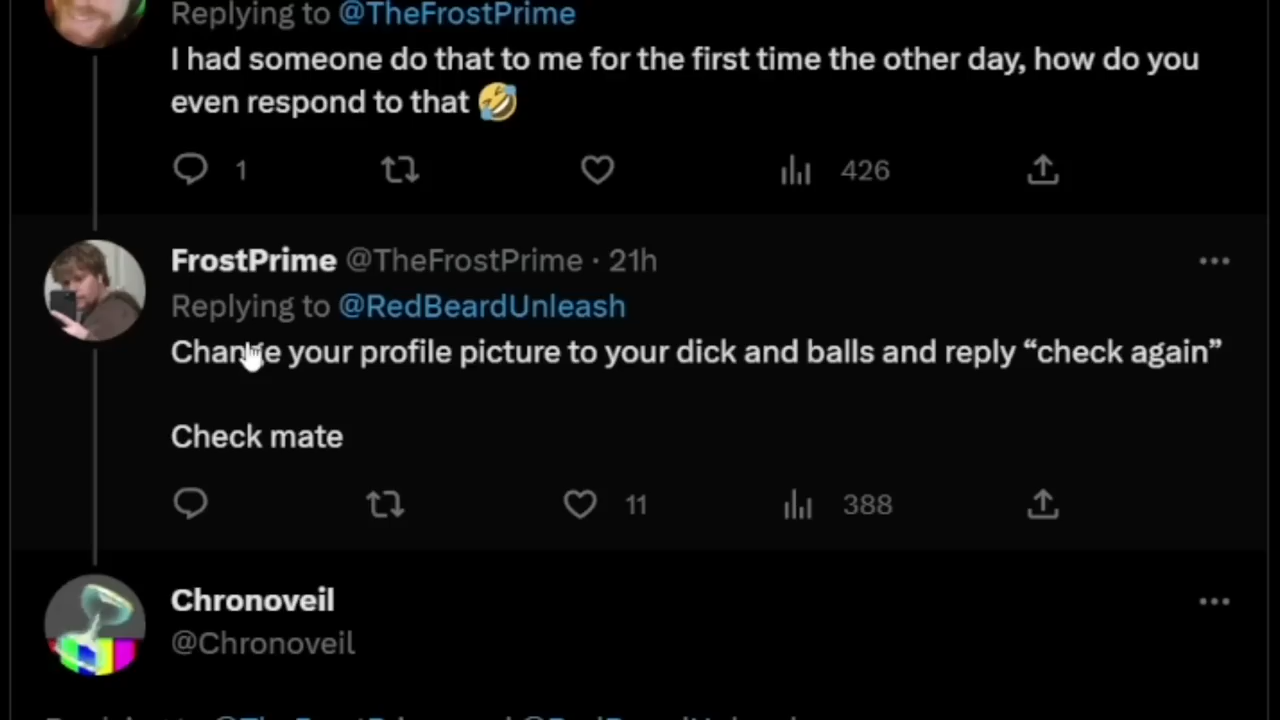 Replying to @TheFrostPrime
I had someone do that to me for the first time the other day, how do you
even respond to that 🤣
1 426
FrostPrime @TheFrostPrime · 21h
Replying to @RedBeardUnleash
Change your profile picture to your dick and balls and reply “check again”
Check mate
11 388
Chronoveil
@Chronoveil